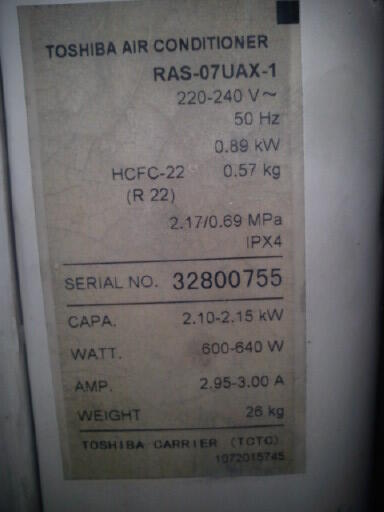 TOSHIBA AIR CONDITIONER
RAS-07UAX-1
220-240 V~
50 Hz
0.89 kW
HCFC-22 0.57 kg
(R 22)
2.17/0.69 MPa
IPX4
SERIAL NO. 32800755
CAPA. 2.10-2.15 kW
WATT. 600-640 W
AMP. 2.95-3.00 A
WEIGHT 26 kg
TOSHIBA CARRIER (TCTC)
1072015745